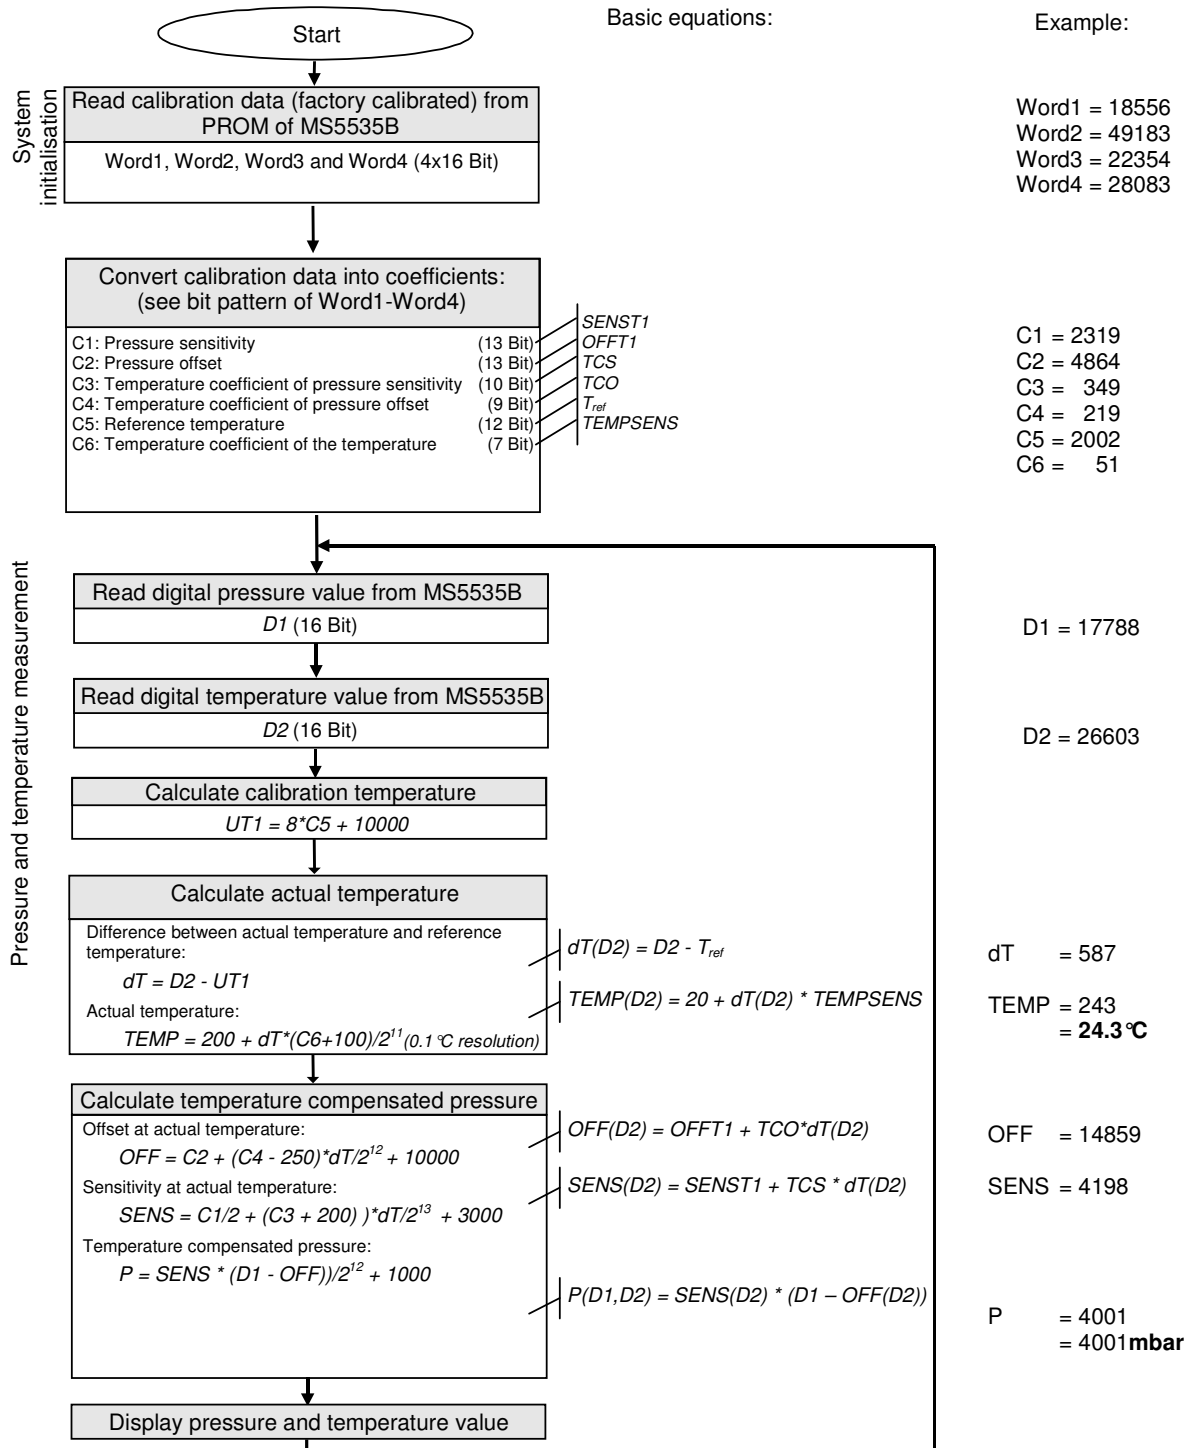 Basic equations:
Example:
Start
System
initialisation
Read calibration data (factory calibrated) from
PROM of MS5535B
Word1, Word2, Word3 and Word4 (4x16 Bit)
Word1 = 18556
Word2 = 49183
Word3 = 22354
Word4 = 28083
Convert calibration data into coefficients:
(see bit pattern of Word1-Word4)
C1: Pressure sensitivity (13 Bit) SENST1
C2: Pressure offset (13 Bit) OFFT1
C3: Temperature coefficient of pressure sensitivity (10 Bit) TCS
C4: Temperature coefficient of pressure offset (9 Bit) TCO
C5: Reference temperature (12 Bit) Tref
C6: Temperature coefficient of the temperature (7 Bit) TEMPSENS
C1 = 2319
C2 = 4864
C3 = 349
C4 = 219
C5 = 2002
C6 = 51
Pressure and temperature measurement
Read digital pressure value from MS5535B
D1 (16 Bit)
D1 = 17788
Read digital temperature value from MS5535B
D2 (16 Bit)
D2 = 26603
Calculate calibration temperature
UT1 = 8*C5 + 10000
Calculate actual temperature
Difference between actual temperature and reference
temperature:
dT = D2 - UT1
dT(D2) = D2 - Tref
dT = 587
Actual temperature:
TEMP = 200 + dT*(C6+100)/2¹¹ (0.1°C resolution)
TEMP(D2) = 20 + dT(D2) * TEMPSENS
TEMP = 243
= 24.3°C
Calculate temperature compensated pressure
Offset at actual temperature:
OFF = C2 + (C4 - 250)*dT/2¹² + 10000
OFF(D2) = OFFT1 + TCO*dT(D2)
OFF = 14859
Sensitivity at actual temperature:
SENS = C1/2 + (C3 + 200) )*dT/2¹³ + 3000
SENS(D2) = SENST1 + TCS * dT(D2)
SENS = 4198
Temperature compensated pressure:
P = SENS * (D1 - OFF))/2¹² + 1000
P(D1,D2) = SENS(D2) * (D1 – OFF(D2))
P = 4001
= 4001mbar
Display pressure and temperature value